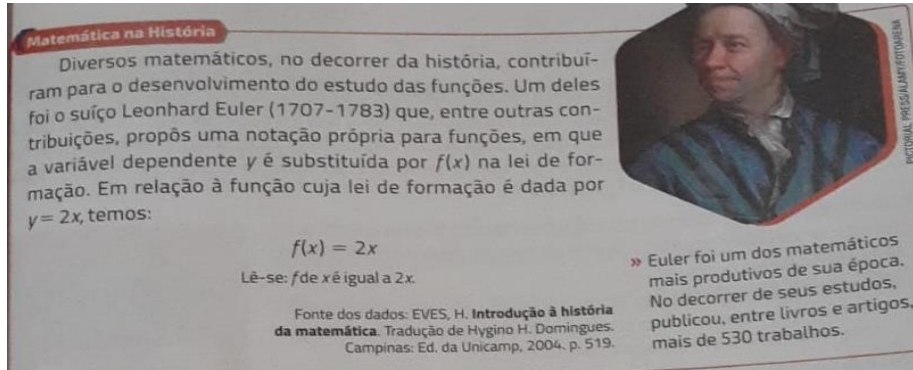 Matemática na História
Diversos matemáticos, no decorrer da história, contribuí-
ram para o desenvolvimento do estudo das funções. Um deles
foi o suíço Leonhard Euler (1707-1783) que, entre outras con-
tribuições, propôs uma notação própria para funções, em que
a variável dependente y é substituída por f(x) na lei de for-
mação. Em relação à função cuja lei de formação é dada por
y = 2x, temos:
f(x) = 2x
Lê-se: f de x é igual a 2x.
Fonte dos dados: EVES, H. Introdução à história
da matemática. Tradução de Hygino H. Domingues.
Campinas: Ed. da Unicamp, 2004. p. 519.
PICTORIAL PRESS/ALAMY/FOTOARENA
» Euler foi um dos matemáticos
mais produtivos de sua época.
No decorrer de seus estudos,
publicou, entre livros e artigos,
mais de 530 trabalhos.